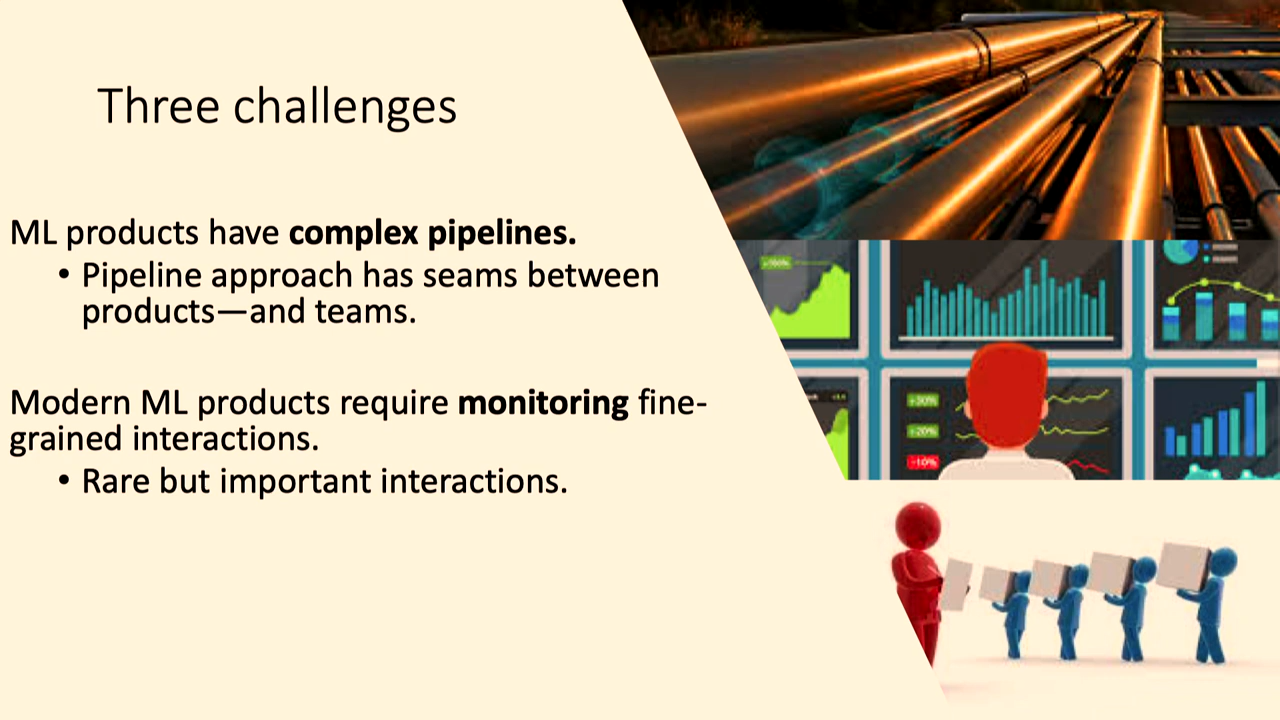 Three challenges
ML products have complex pipelines.
• Pipeline approach has seams between
products—and teams.
Modern ML products require monitoring fine-
grained interactions.
• Rare but important interactions.
+30%
+20%
-10%